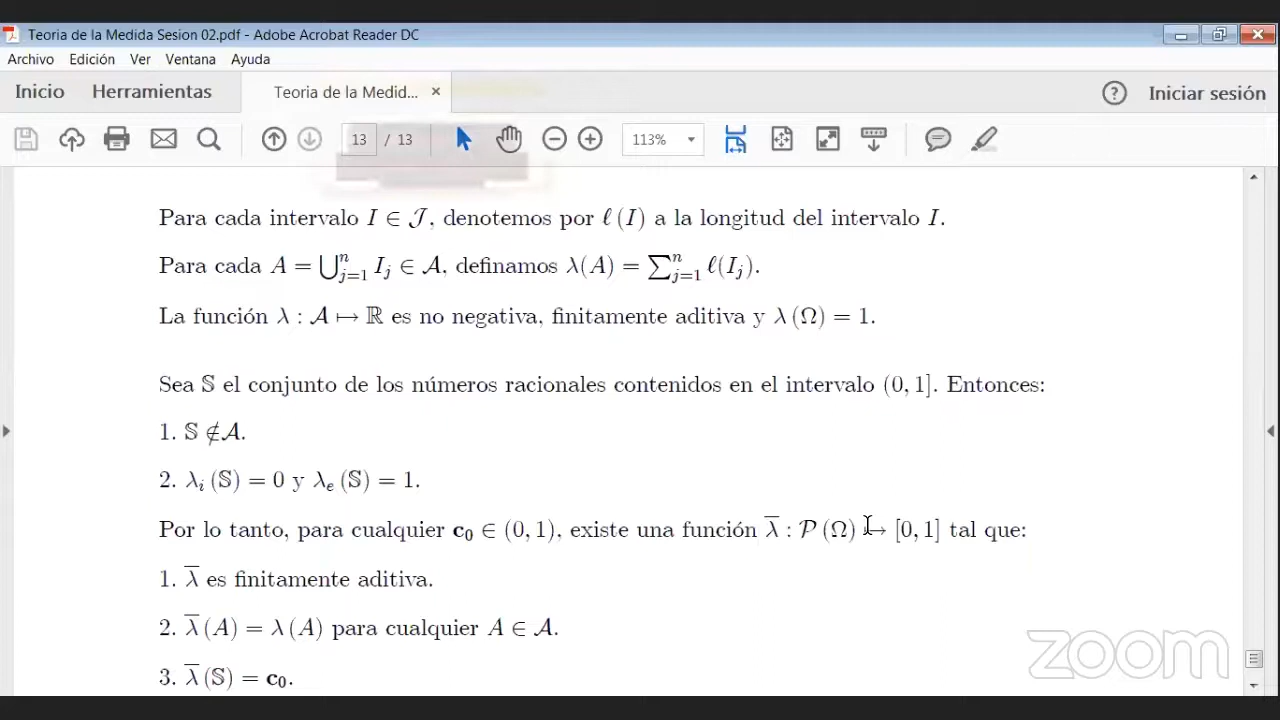 Teoria de la Medida Sesion 02.pdf - Adobe Acrobat Reader DC
Archivo Edición Ver Ventana Ayuda
Inicio Herramientas Teoria de la Medid... × ? Iniciar sesión
13 / 13 113%
Para cada intervalo I ∈ 𝒥, denotemos por ℓ (I) a la longitud del intervalo I.
Para cada A = ⋃ⁿⱼ₌₁ Iⱼ ∈ 𝒜, definamos λ(A) = ∑ⁿⱼ₌₁ ℓ(Iⱼ).
La función λ : 𝒜 ↦ ℝ es no negativa, finitamente aditiva y λ (Ω) = 1.
Sea 𝕊 el conjunto de los números racionales contenidos en el intervalo (0, 1]. Entonces:
1. 𝕊 ∉𝒜.
2. λᵢ (𝕊) = 0 y λₑ (𝕊) = 1.
Por lo tanto, para cualquier c₀ ∈ (0, 1), existe una función λ̅ : 𝒫 (Ω) ↦ [0, 1] tal que:
1. λ̅ es finitamente aditiva.
2. λ̅ (A) = λ (A) para cualquier A ∈ 𝒜.
3. λ̅ (𝕊) = c₀.
zoom